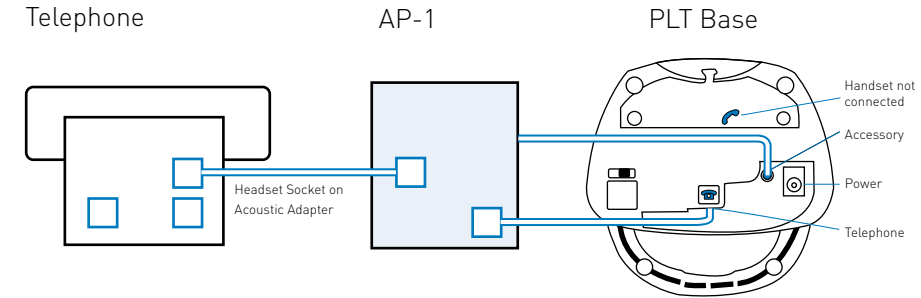 Telephone
AP-1
PLT Base
Handset not
connected
Accessory
Headset Socket on
Acoustic Adapter
Power
Telephone